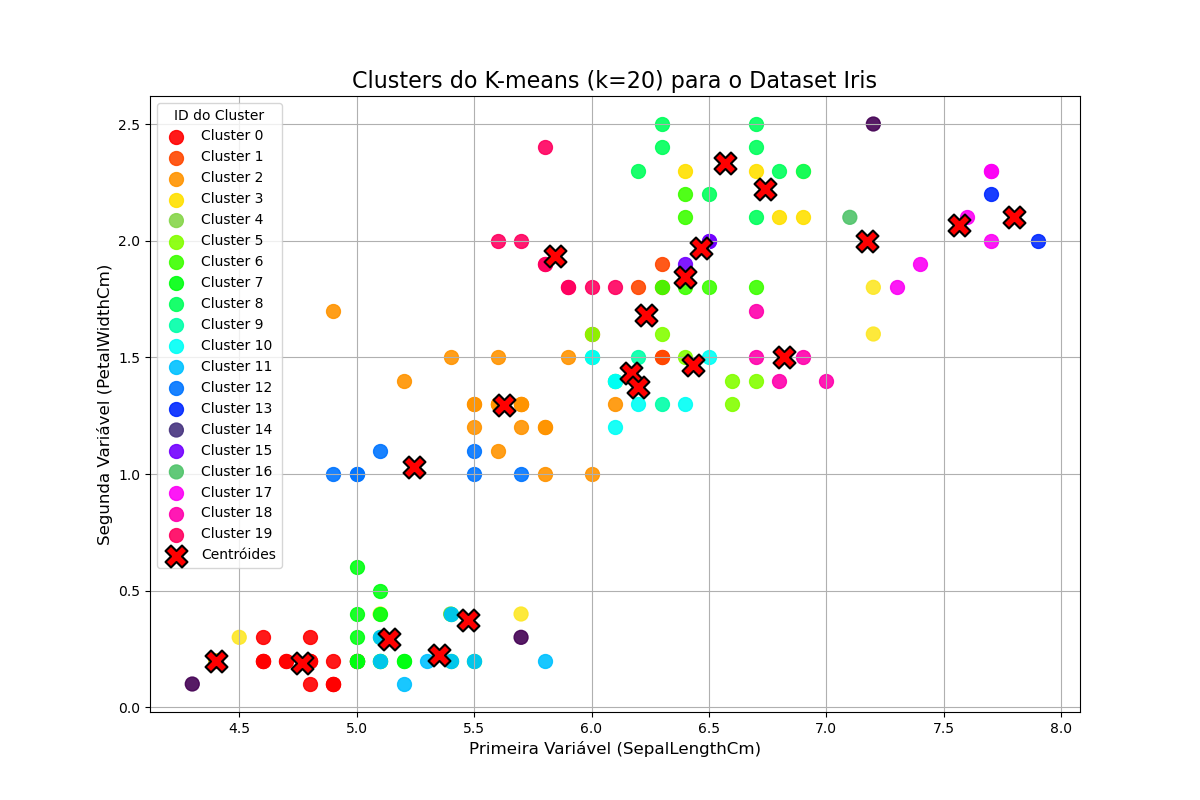 Clusters do K-means (k=20) para o Dataset Iris
ID do Cluster
Cluster 0
Cluster 1
Cluster 2
Cluster 3
Cluster 4
Cluster 5
Cluster 6
Cluster 7
Cluster 8
Cluster 9
Cluster 10
Cluster 11
Cluster 12
Cluster 13
Cluster 14
Cluster 15
Cluster 16
Cluster 17
Cluster 18
Cluster 19
Centróides
Segunda Variável (PetalWidthCm)
2.5
2.0
1.5
1.0
0.5
0.0
4.5 5.0 5.5 6.0 6.5 7.0 7.5 8.0
Primeira Variável (SepalLengthCm)